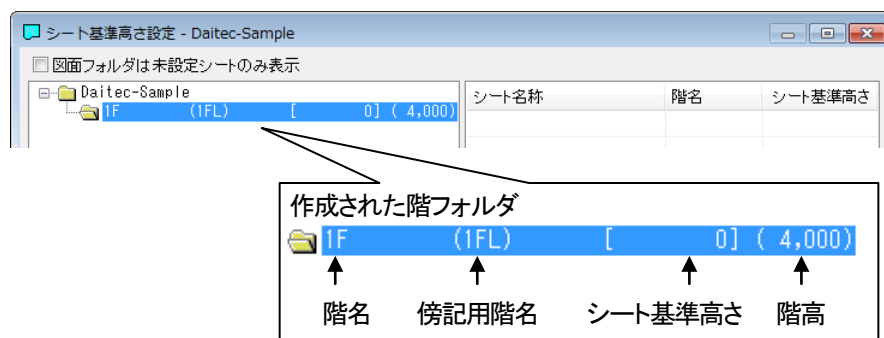 シート基準高さ設定 - Daitec-Sample
図面フォルダは未設定シートのみ表示
Daitec-Sample
1F (1FL) [ 0] ( 4,000)
シート名称 階名 シート基準高さ
作成された階フォルダ
1F (1FL) [ 0] ( 4,000)
階名 傍記用階名 シート基準高さ 階高